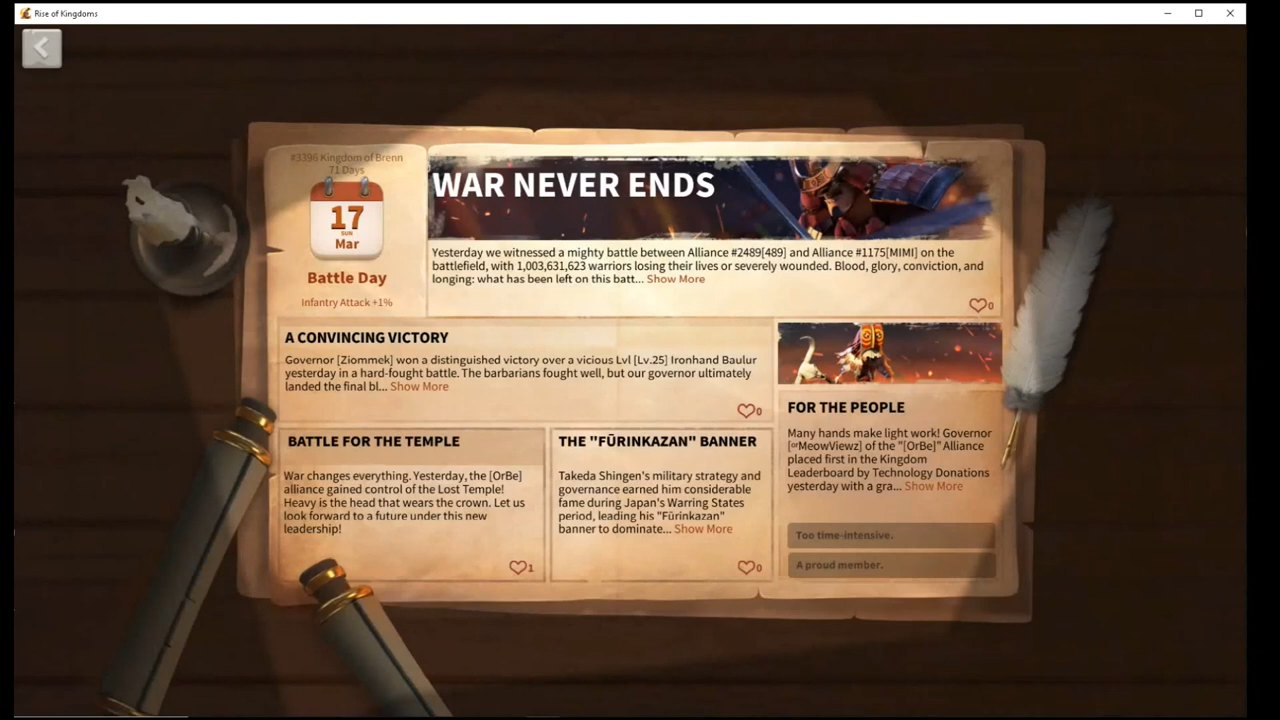 Rise of Kingdoms
#3396 Kingdom of Brenn
71 Days
17
SUN
Mar
Battle Day
Infantry Attack +1%
WAR NEVER ENDS
Yesterday we witnessed a mighty battle between Alliance #2489[489] and Alliance #1175[MIMI] on the
battlefield, with 1,003,631,623 warriors losing their lives or severely wounded. Blood, glory, conviction, and
longing: what has been left on this batt... Show More
0
A CONVINCING VICTORY
Governor [Ziommek] won a distinguished victory over a vicious Lvl [Lv.25] Ironhand Baulur
yesterday in a hard-fought battle. The barbarians fought well, but our governor ultimately
landed the final bl... Show More
0
BATTLE FOR THE TEMPLE
War changes everything. Yesterday, the [OrBe]
alliance gained control of the Lost Temple!
Heavy is the head that wears the crown. Let us
look forward to a future under this new
leadership!
1
THE "FŪRINKAZAN" BANNER
Takeda Shingen's military strategy and
governance earned him considerable
fame during Japan's Warring States
period, leading his "Fūrinkazan"
banner to dominate... Show More
0
FOR THE PEOPLE
Many hands make light work! Governor
[ᵒʳMeowViewz] of the "[OrBe]" Alliance
placed first in the Kingdom
Leaderboard by Technology Donations
yesterday with a gra... Show More
Too time-intensive.
A proud member.